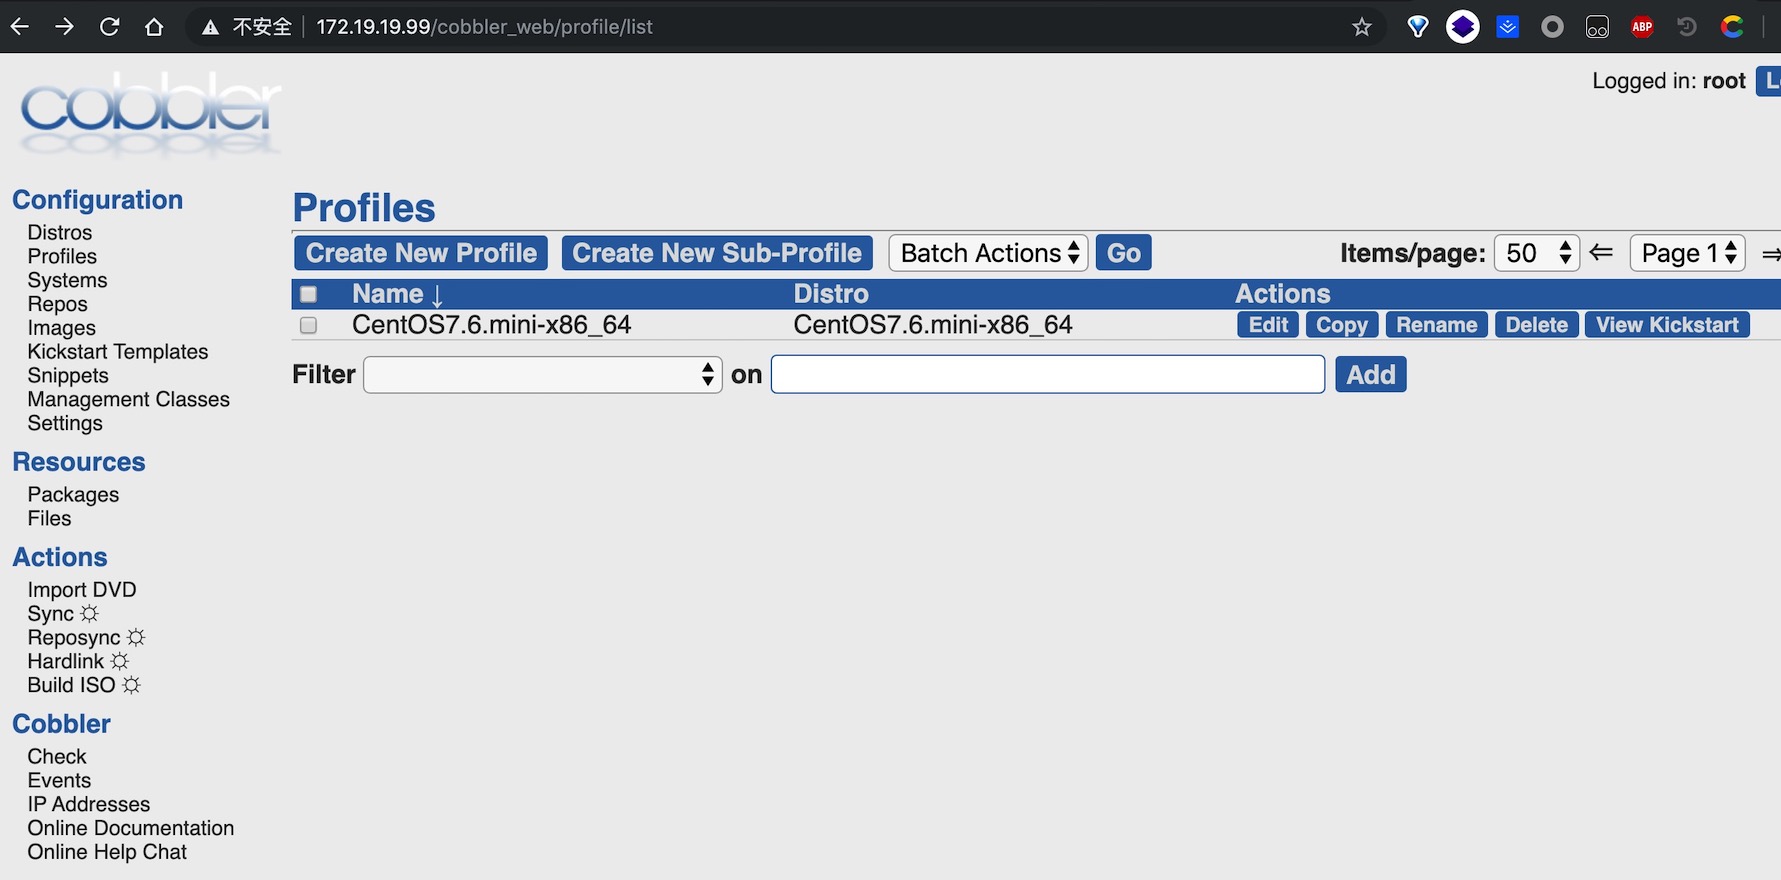 不安全 172.19.19.99/cobbler_web/profile/list
ABP
cobbler
Logged in: root
Configuration
Distros
Profiles
Systems
Repos
Images
Kickstart Templates
Snippets
Management Classes
Settings
Resources
Packages
Files
Actions
Import DVD
Sync
Reposync
Hardlink
Build ISO
Cobbler
Check
Events
IP Addresses
Online Documentation
Online Help Chat
Profiles
Create New Profile Create New Sub-Profile Batch Actions Go Items/page: 50 ⇐ Page 1 ⇒
Name ↓ Distro Actions
CentOS7.6.mini-x86_64 CentOS7.6.mini-x86_64 Edit Copy Rename Delete View Kickstart
Filter on Add